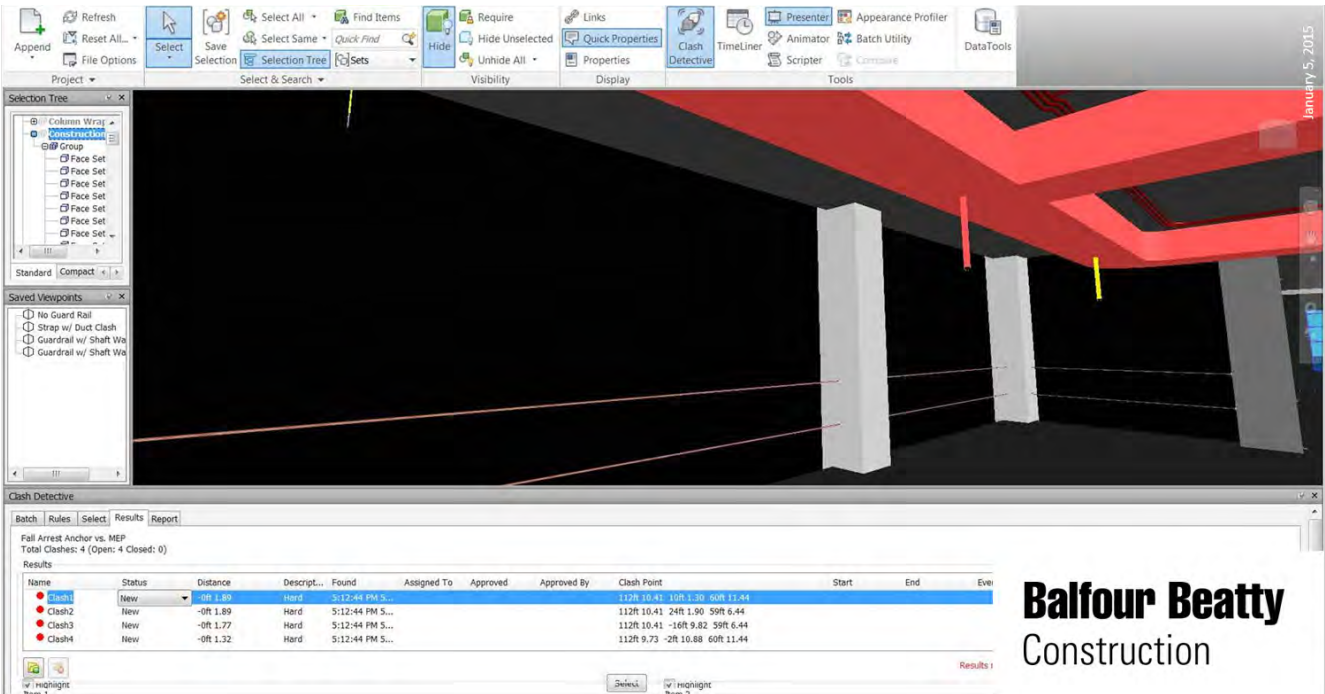 Append
Refresh
Reset All...
File Options
Project
Select
Save Selection
Select All
Select Same
Selection Tree
Find Items
Quick Find
Sets
Select & Search
Hide
Require
Hide Unselected
Unhide All
Visibility
Links
Quick Properties
Properties
Display
Clash Detective
TimeLiner
Presenter
Animator
Scripter
Appearance Profiler
Batch Utility
Compare
Tools
DataTools
January 5, 2015
Selection Tree
Column Wrap
Construction
Group
Face Set
Face Set
Face Set
Face Set
Face Set
Face Set
Face Set
Standard Compact
Saved Viewpoints
No Guard Rail
Strap w/ Duct Clash
Guardrail w/ Shaft Wa
Guardrail w/ Shaft Wa
Clash Detective
Batch Rules Select Results Report
Fall Arrest Anchor vs. MEP
Total Clashes: 4 (Open: 4 Closed: 0)
Results
Name Status Distance Descript... Found Assigned To Approved Approved By Clash Point Start End Eve
Clash1 New -0ft 1.89 Hard 5:12:44 PM 5... 112ft 10.41 10ft 1.30 60ft 11.44
Clash2 New -0ft 1.89 Hard 5:12:44 PM 5... 112ft 10.41 24ft 1.90 59ft 6.44
Clash3 New -0ft 1.77 Hard 5:12:44 PM 5... 112ft 10.41 -16ft 9.82 59ft 6.44
Clash4 New -0ft 1.32 Hard 5:12:44 PM 5... 112ft 9.73 -2ft 10.88 60ft 11.44
Results
Highlight Select Highlight
Item 1 Item 2
Balfour Beatty
Construction